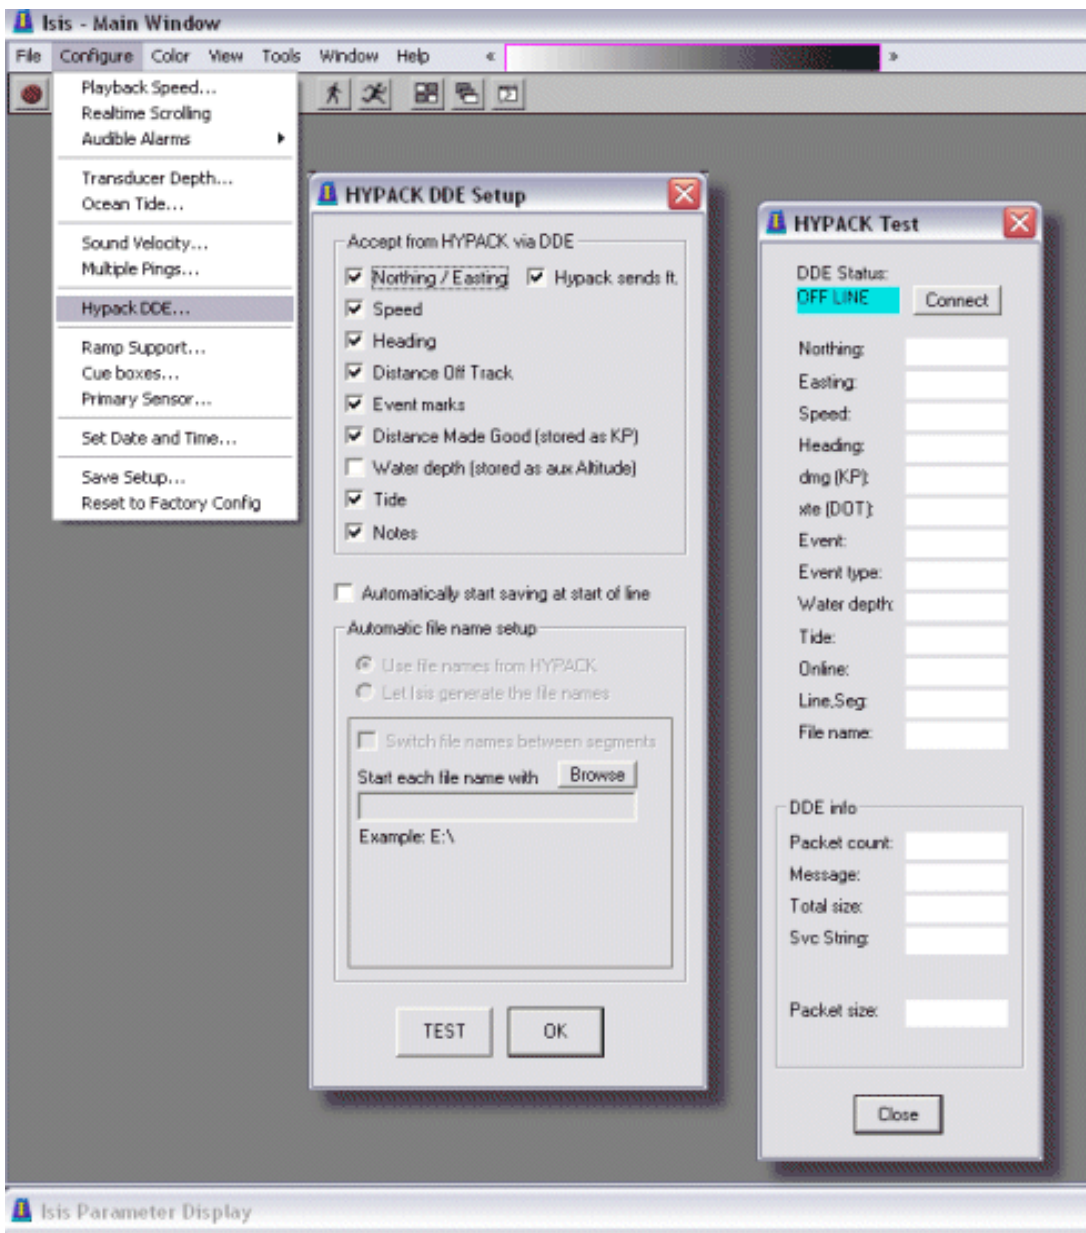 Isis - Main Window
File Configure Color View Tools Window Help « »
Playback Speed...
Realtime Scrolling
Audible Alarms
Transducer Depth...
Ocean Tide...
Sound Velocity...
Multiple Pings...
Hypack DDE...
Ramp Support...
Cue boxes...
Primary Sensor...
Set Date and Time...
Save Setup...
Reset to Factory Config
HYPACK DDE Setup
Accept from HYPACK via DDE
Northing / Easting Hypack sends ft.
Speed
Heading
Distance Off Track
Event marks
Distance Made Good (stored as KP)
Water depth (stored as aux Altitude)
Tide
Notes
Automatically start saving at start of line
Automatic file name setup
Use file names from HYPACK
Let Isis generate the file names
Switch file names between segments
Start each file name with Browse
Example: E:\
TEST OK
HYPACK Test
DDE Status:
OFF LINE Connect
Northing:
Easting:
Speed:
Heading:
dmg (KP):
xte (DOT):
Event:
Event type:
Water depth:
Tide:
Online:
Line,Seg:
File name:
DDE info
Packet count:
Message:
Total size:
Svc String:
Packet size:
Close
Isis Parameter Display